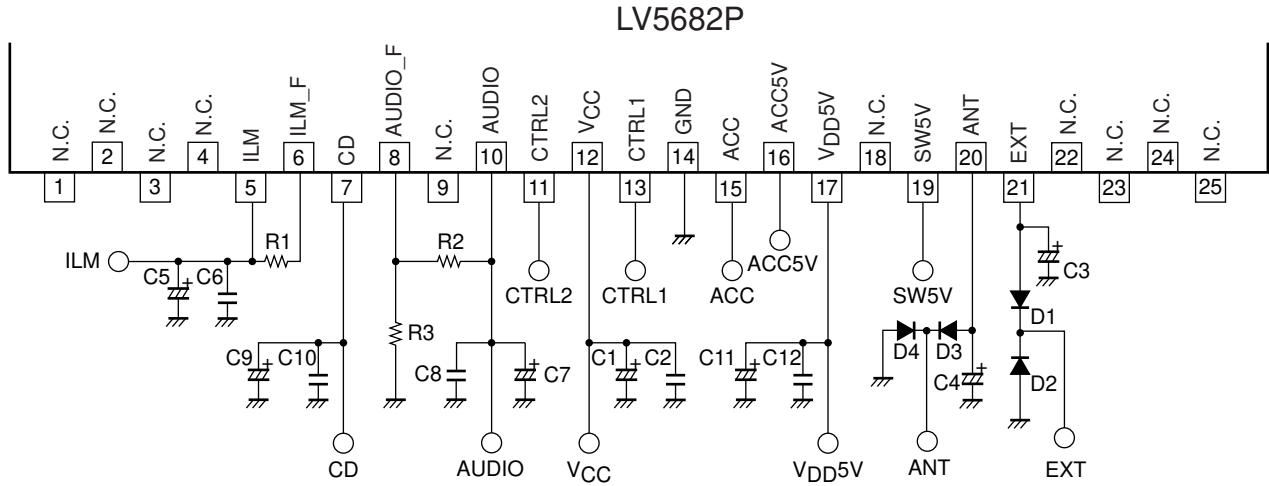 LV5682P
N.C. N.C. N.C. N.C. ILM ILM_F CD AUDIO_F N.C. AUDIO CTRL2 VCC CTRL1 GND ACC ACC5V VDD5V N.C. SW5V ANT EXT N.C. N.C. N.C. N.C.
1 2 3 4 5 6 7 8 9 10 11 12 13 14 15 16 17 18 19 20 21 22 23 24 25
ILM C5 + C6 R1 R2 CTRL2 CTRL1 ACC ACC5V SW5V + C3
R3 D4 D3 D1
C9 + C10 C8 + C7 C1 + C2 C11 + C12 C4 + D2
CD AUDIO VCC VDD5V ANT EXT